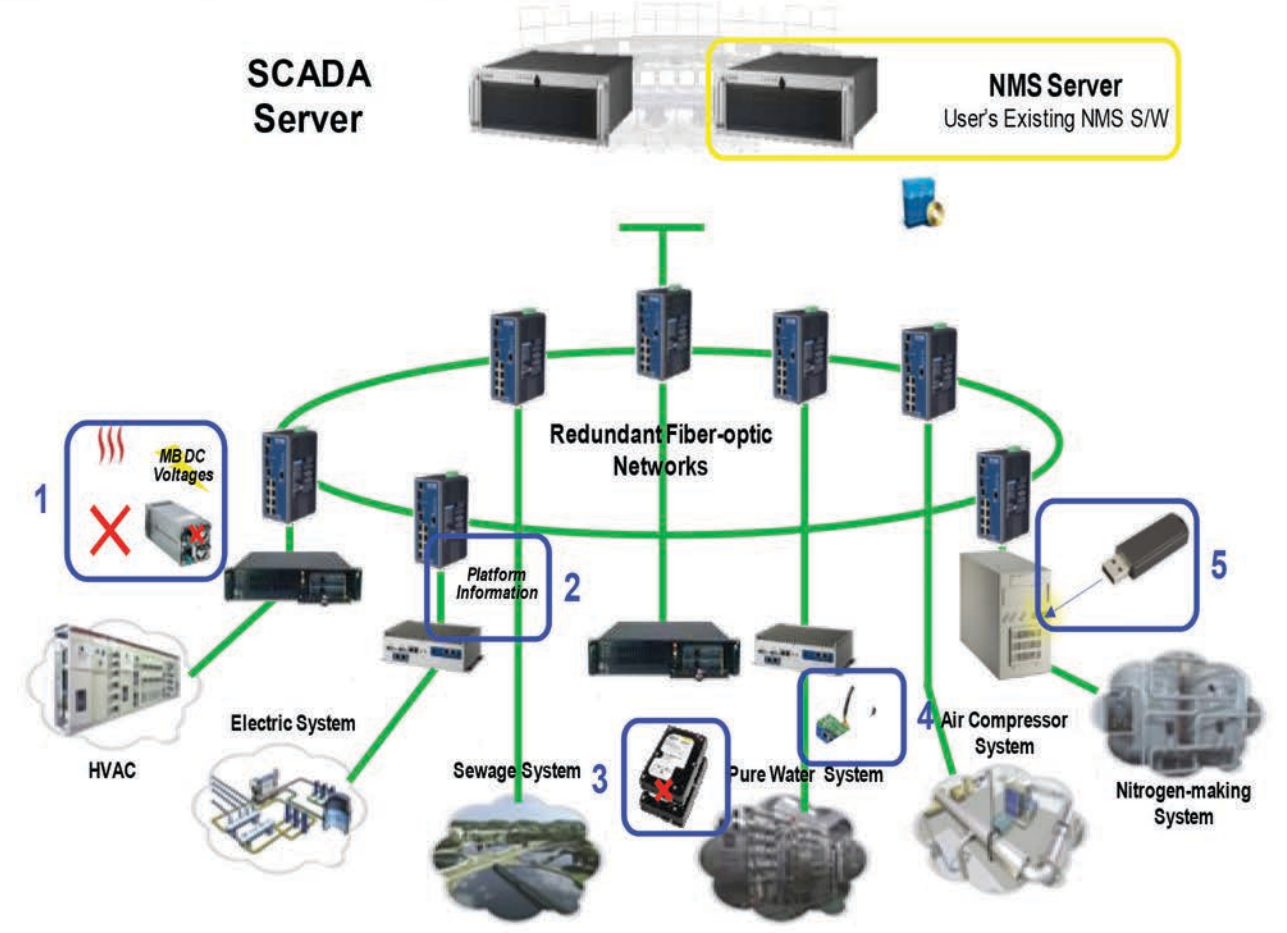 SCADA
Server
NMS Server
User's Existing NMS S/W
Redundant Fiber-optic
Networks
1
MB DC
Voltages
2
Platform
Information
5
HVAC
Electric System
Sewage System
3
Pure Water System
4
Air Compressor
System
Nitrogen-making
System